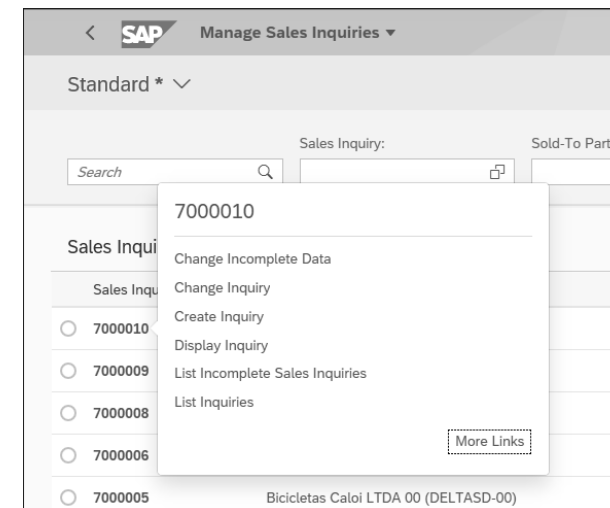 SAP Manage Sales Inquiries
Standard *
Sales Inquiry:
Sold-To Part
Search
7000010
Change Incomplete Data
Change Inquiry
Create Inquiry
Display Inquiry
List Incomplete Sales Inquiries
List Inquiries
More Links
Sales Inqui
Sales Inqu
7000010
7000009
7000008
7000006
7000005 Bicicletas Caloi LTDA 00 (DELTASD-00)